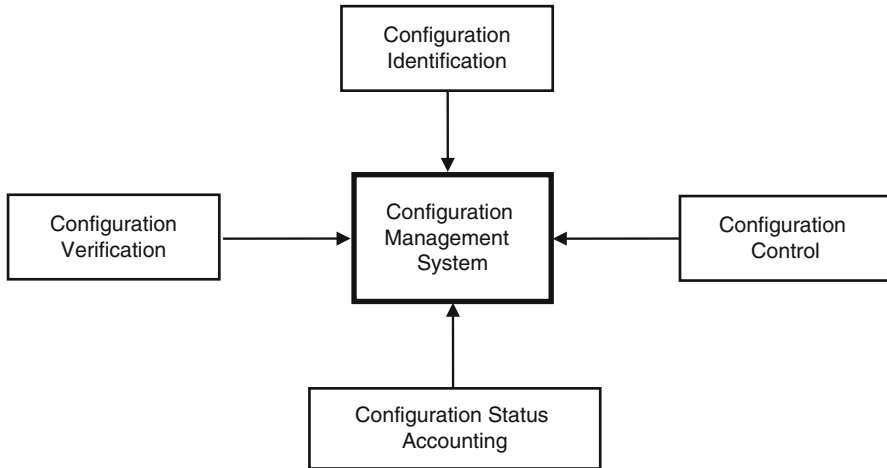 Configuration
Identification
Configuration
Verification
Configuration
Management
System
Configuration
Control
Configuration Status
Accounting